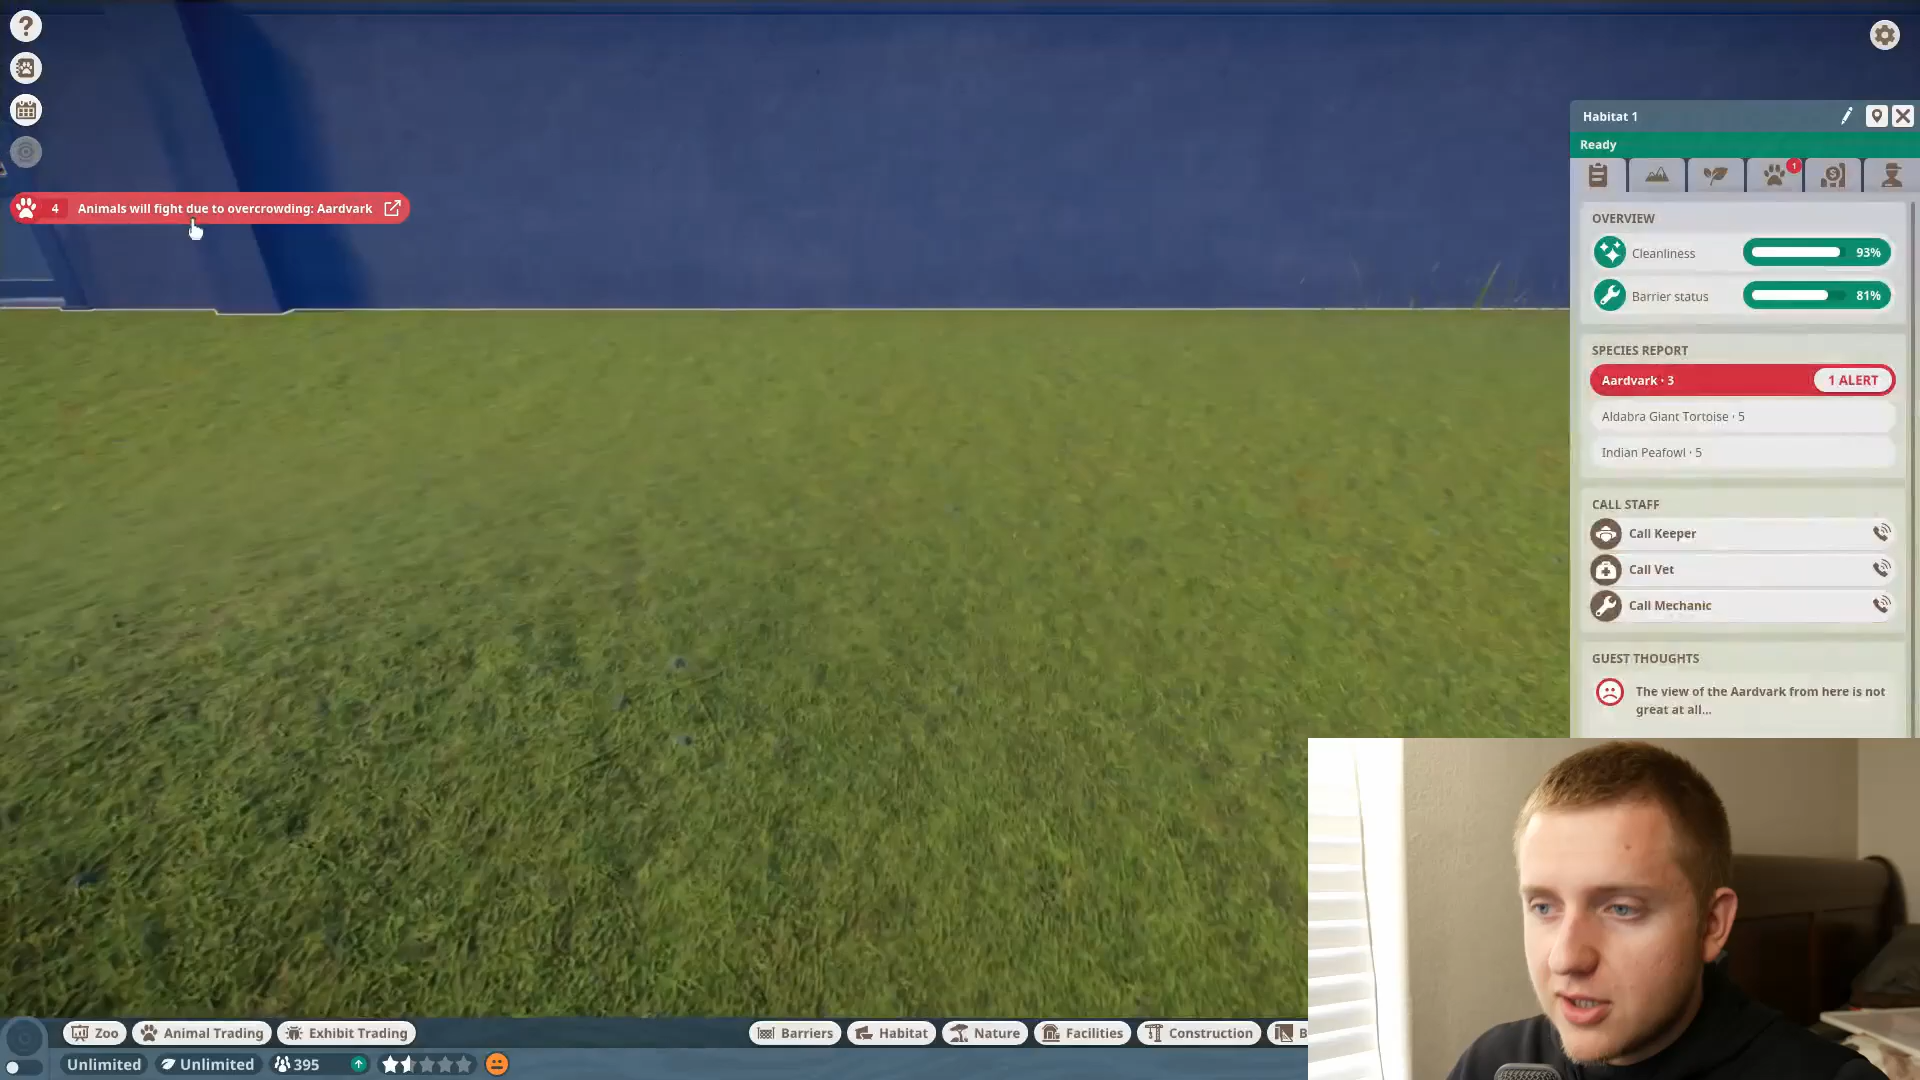 ?
Habitat 1
Ready
1
4 Animals will fight due to overcrowding: Aardvark
OVERVIEW
Cleanliness 93%
Barrier status 81%
SPECIES REPORT
Aardvark · 3 1 ALERT
Aldabra Giant Tortoise · 5
Indian Peafowl · 5
CALL STAFF
Call Keeper
Call Vet
Call Mechanic
GUEST THOUGHTS
The view of the Aardvark from here is not
great at all...
Zoo Animal Trading Exhibit Trading Barriers Habitat Nature Facilities Construction B
Unlimited Unlimited 395